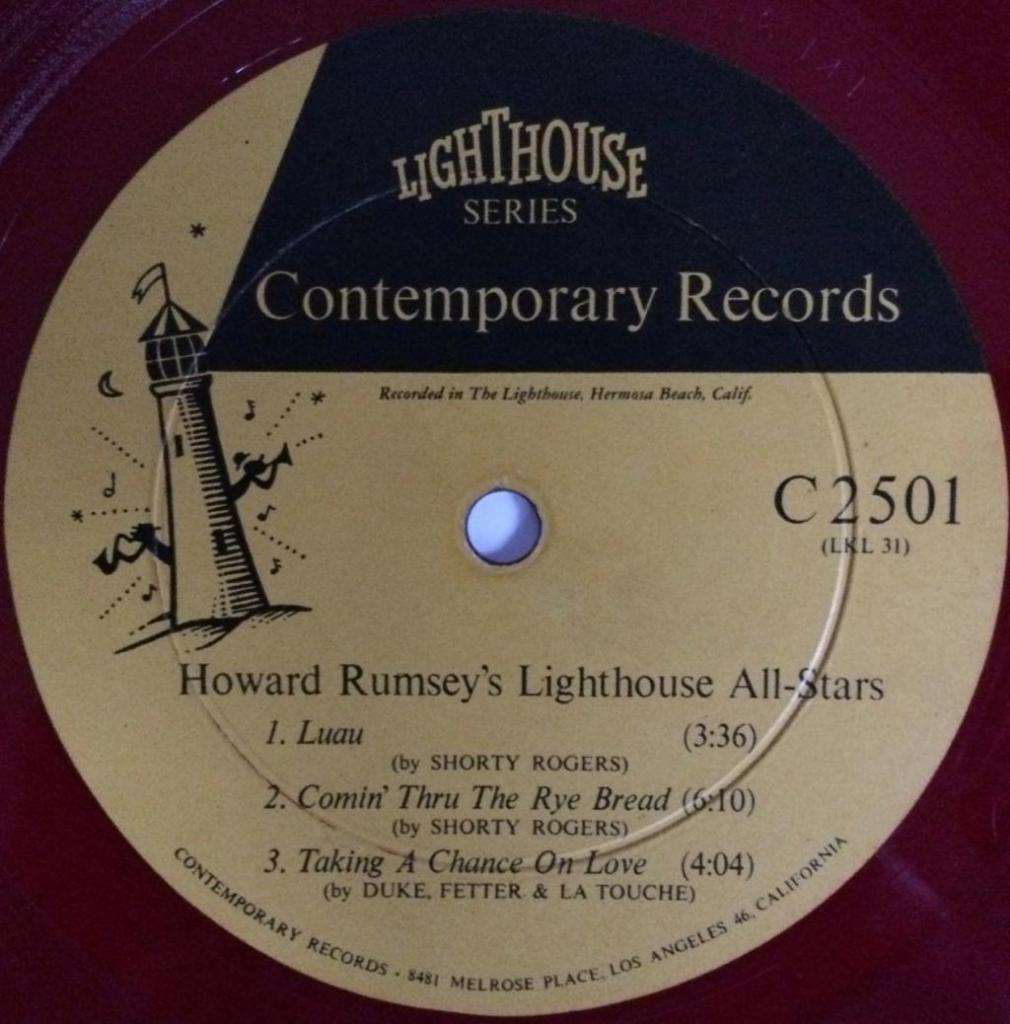 LIGHTHOUSE
SERIES
Contemporary Records
Recorded in The Lighthouse, Hermosa Beach, Calif.
C 2501
(LKL 31)
Howard Rumsey's Lighthouse All-Stars
1. Luau (3:36)
(by SHORTY ROGERS)
2. Comin' Thru The Rye Bread (6:10)
(by SHORTY ROGERS)
3. Taking A Chance On Love (4:04)
(by DUKE, FETTER & LA TOUCHE)
CONTEMPORARY RECORDS • 8481 MELROSE PLACE, LOS ANGELES 46, CALIFORNIA